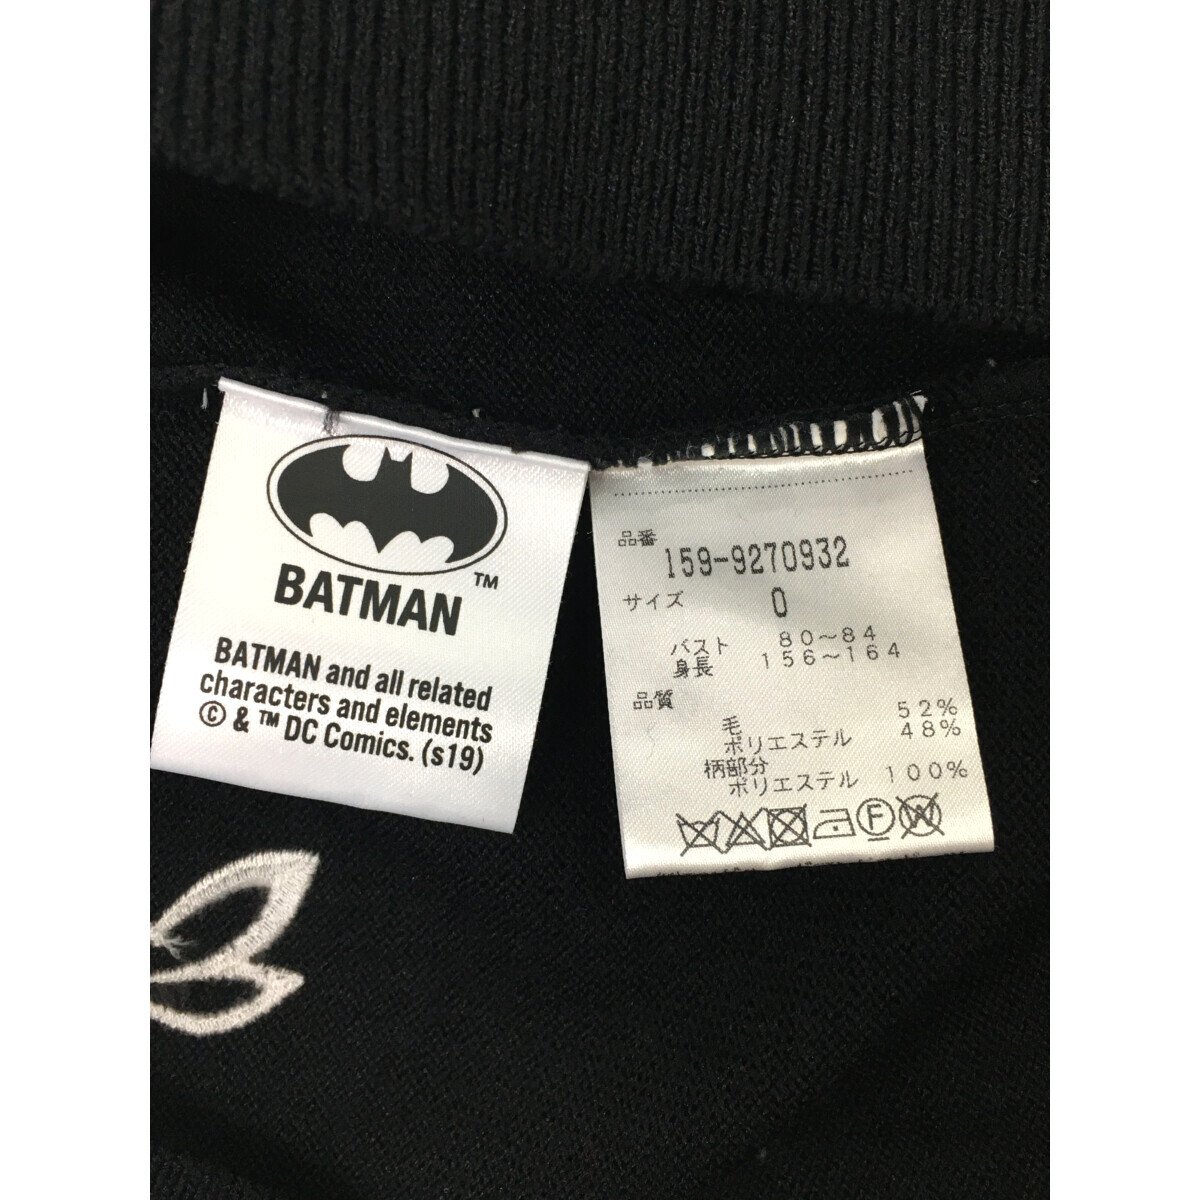 BATMAN ™
BATMAN and all related
characters and elements
© & ™ DC Comics. (s19)
品番
159-9270932
サイズ 0
バスト 80～84
身長 156～164
品質
毛 52%
ポリエステル 48%
柄部分
ポリエステル 100%
F
W